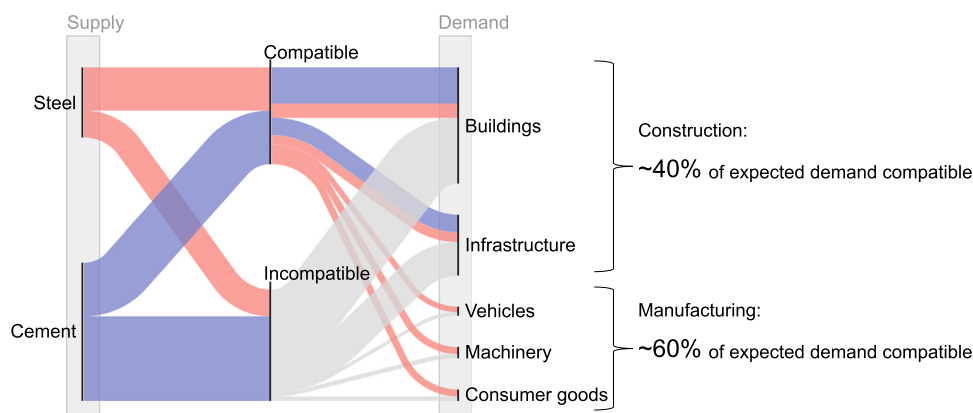 Supply
Demand
Compatible
Steel
Buildings
Construction:
~40% of expected demand compatible
Infrastructure
Incompatible
Vehicles
Manufacturing:
Cement
Machinery
~60% of expected demand compatible
Consumer goods